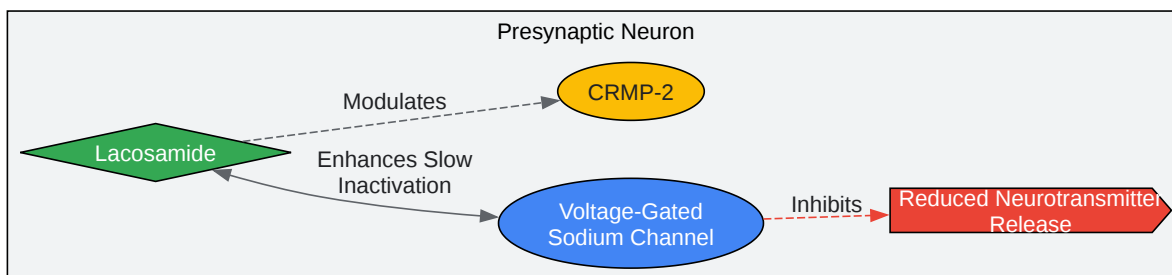 Presynaptic Neuron
CRMP-2
Modulates
Lacosamide
Enhances Slow
Inactivation
Voltage-Gated
Sodium Channel
Inhibits
Reduced Neurotransmitter
Release